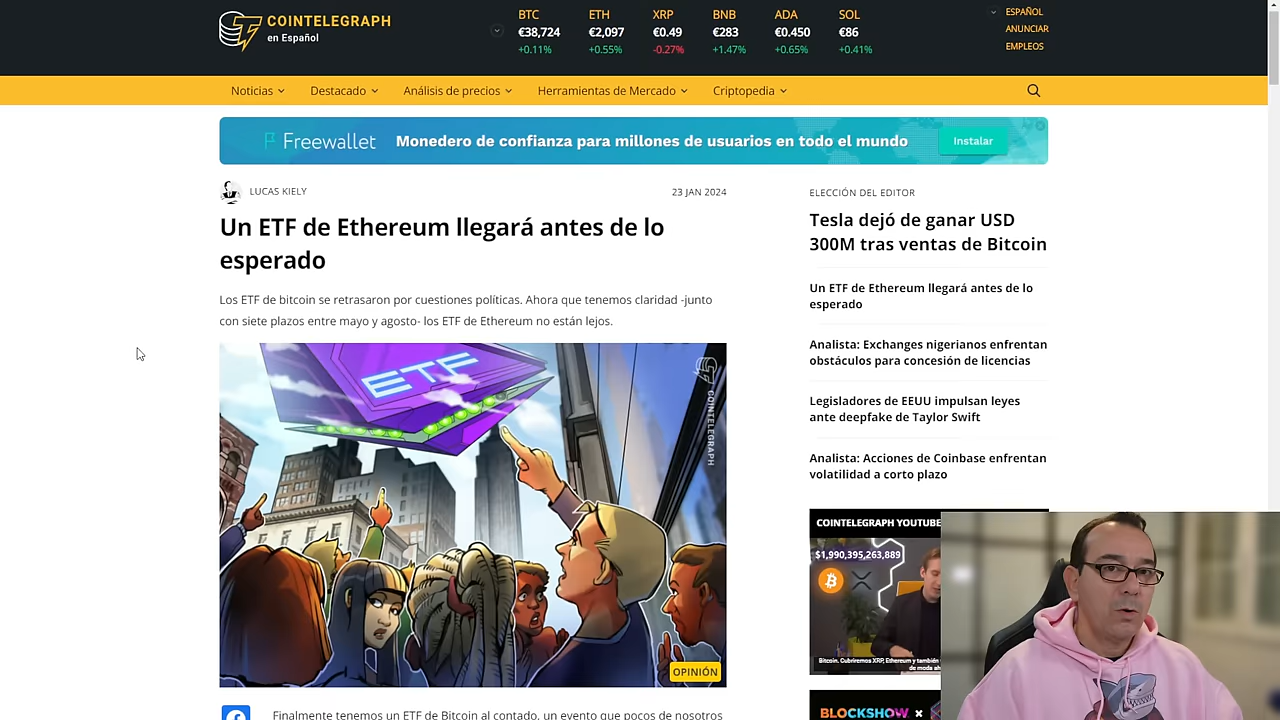 COINTELEGRAPH
en Español
BTC
€38,724
+0.11%
ETH
€2,097
+0.55%
XRP
€0.49
-0.27%
BNB
€283
+1.47%
ADA
€0.450
+0.65%
SOL
€86
+0.41%
ESPAÑOL
ANUNCIAR
EMPLEOS
Noticias
Destacado
Análisis de precios
Herramientas de Mercado
Criptopedia
Freewallet
Monedero de confianza para millones de usuarios en todo el mundo
Instalar
LUCAS KIELY
23 JAN 2024
Un ETF de Ethereum llegará antes de lo
esperado
Los ETF de bitcoin se retrasaron por cuestiones políticas. Ahora que tenemos claridad -junto
con siete plazos entre mayo y agosto- los ETF de Ethereum no están lejos.
ETF
COINTELEGRAPH
OPINIÓN
Finalmente tenemos un ETF de Bitcoin al contado, un evento que pocos de nosotros
ELECCIÓN DEL EDITOR
Tesla dejó de ganar USD
300M tras ventas de Bitcoin
Un ETF de Ethereum llegará antes de lo
esperado
Analista: Exchanges nigerianos enfrentan
obstáculos para concesión de licencias
Legisladores de EEUU impulsan leyes
ante deepfake de Taylor Swift
Analista: Acciones de Coinbase enfrentan
volatilidad a corto plazo
COINTELEGRAPH YOUTUBE
$1,990,395,263,889
Bitcoin. Cubriremos XRP, Ethereum y también
de moda
BLOCKSHOW